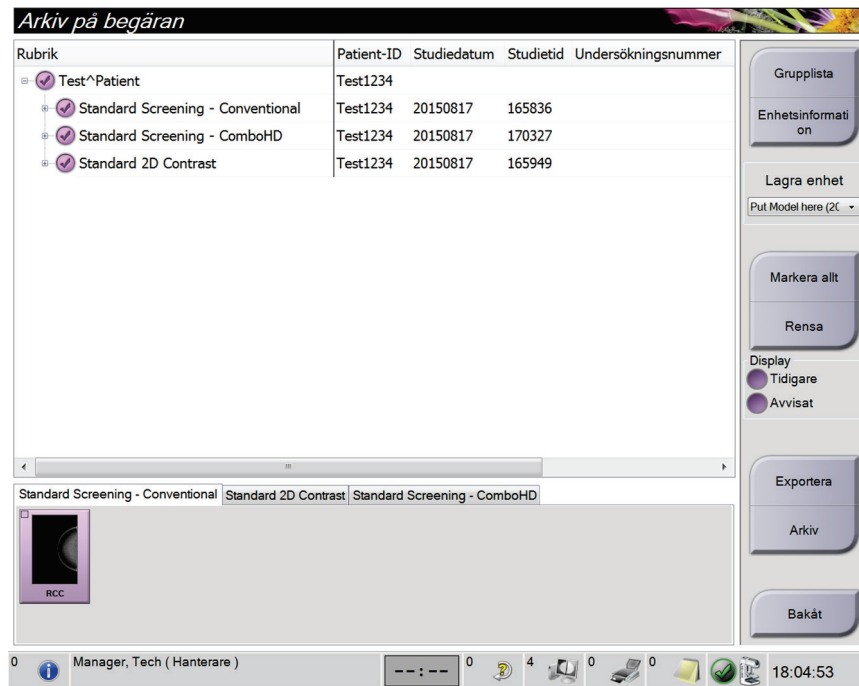 Arkiv på begäran
Rubrik Patient-ID Studiedatum Studietid Undersökningsnummer
Test^Patient Test1234
Standard Screening - Conventional Test1234 20150817 165836
Standard Screening - ComboHD Test1234 20150817 170327
Standard 2D Contrast Test1234 20150817 165949
Grupplista
Enhetsinformati
on
Lagra enhet
Put Model here (20
Markera allt
Rensa
Display
Tidigare
Avvisat
Exportera
Arkiv
Bakåt
Standard Screening - Conventional Standard 2D Contrast Standard Screening - ComboHD
RCC
0 Manager, Tech ( Hanterare ) --:-- 0 4 0 0 18:04:53